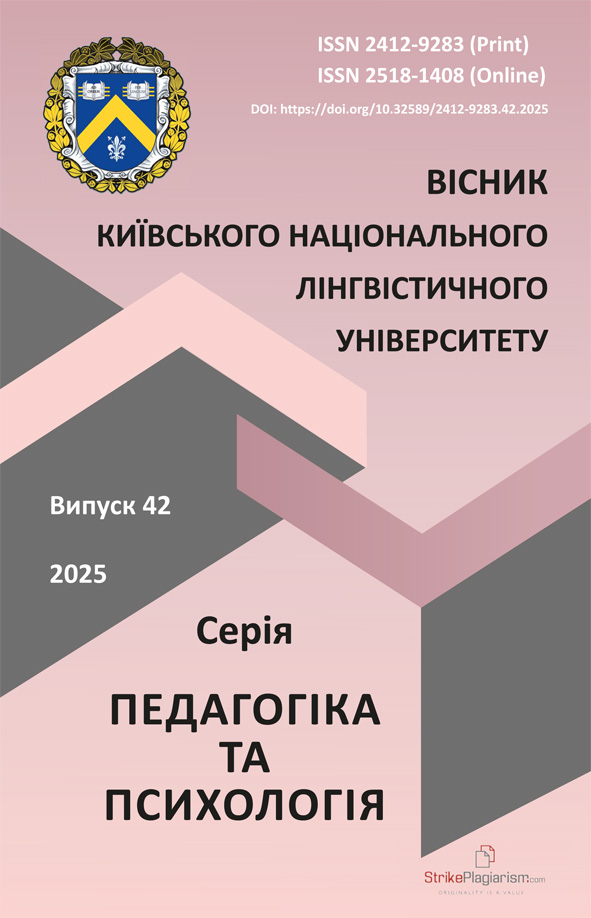 ISSN 2412-9283 (Print)
ISSN 2518-1408 (Online)
DOI: https://doi.org/10.32589/2412-9283.42.2025
ВІСНИК
КИЇВСЬКОГО НАЦІОНАЛЬНОГО
ЛІНГВІСТИЧНОГО
УНІВЕРСИТЕТУ
Випуск 42
2025
Серія
ПЕДАГОГІКА
ТА
ПСИХОЛОГІЯ
StrikePlagiarism.com
ORIGINALITY IS A VALUE